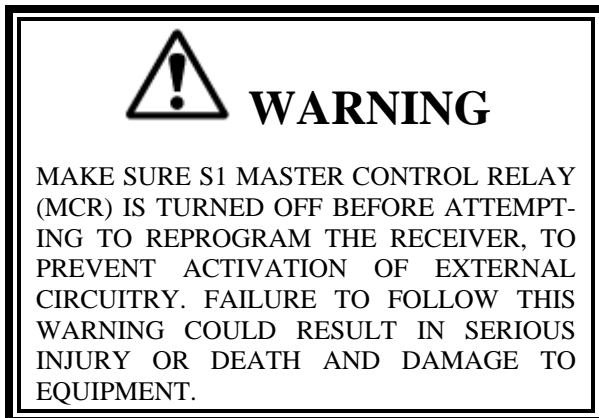 WARNING
MAKE SURE S1 MASTER CONTROL RELAY
(MCR) IS TURNED OFF BEFORE ATTEMPT-
ING TO REPROGRAM THE RECEIVER, TO
PREVENT ACTIVATION OF EXTERNAL
CIRCUITRY. FAILURE TO FOLLOW THIS
WARNING COULD RESULT IN SERIOUS
INJURY OR DEATH AND DAMAGE TO
EQUIPMENT.